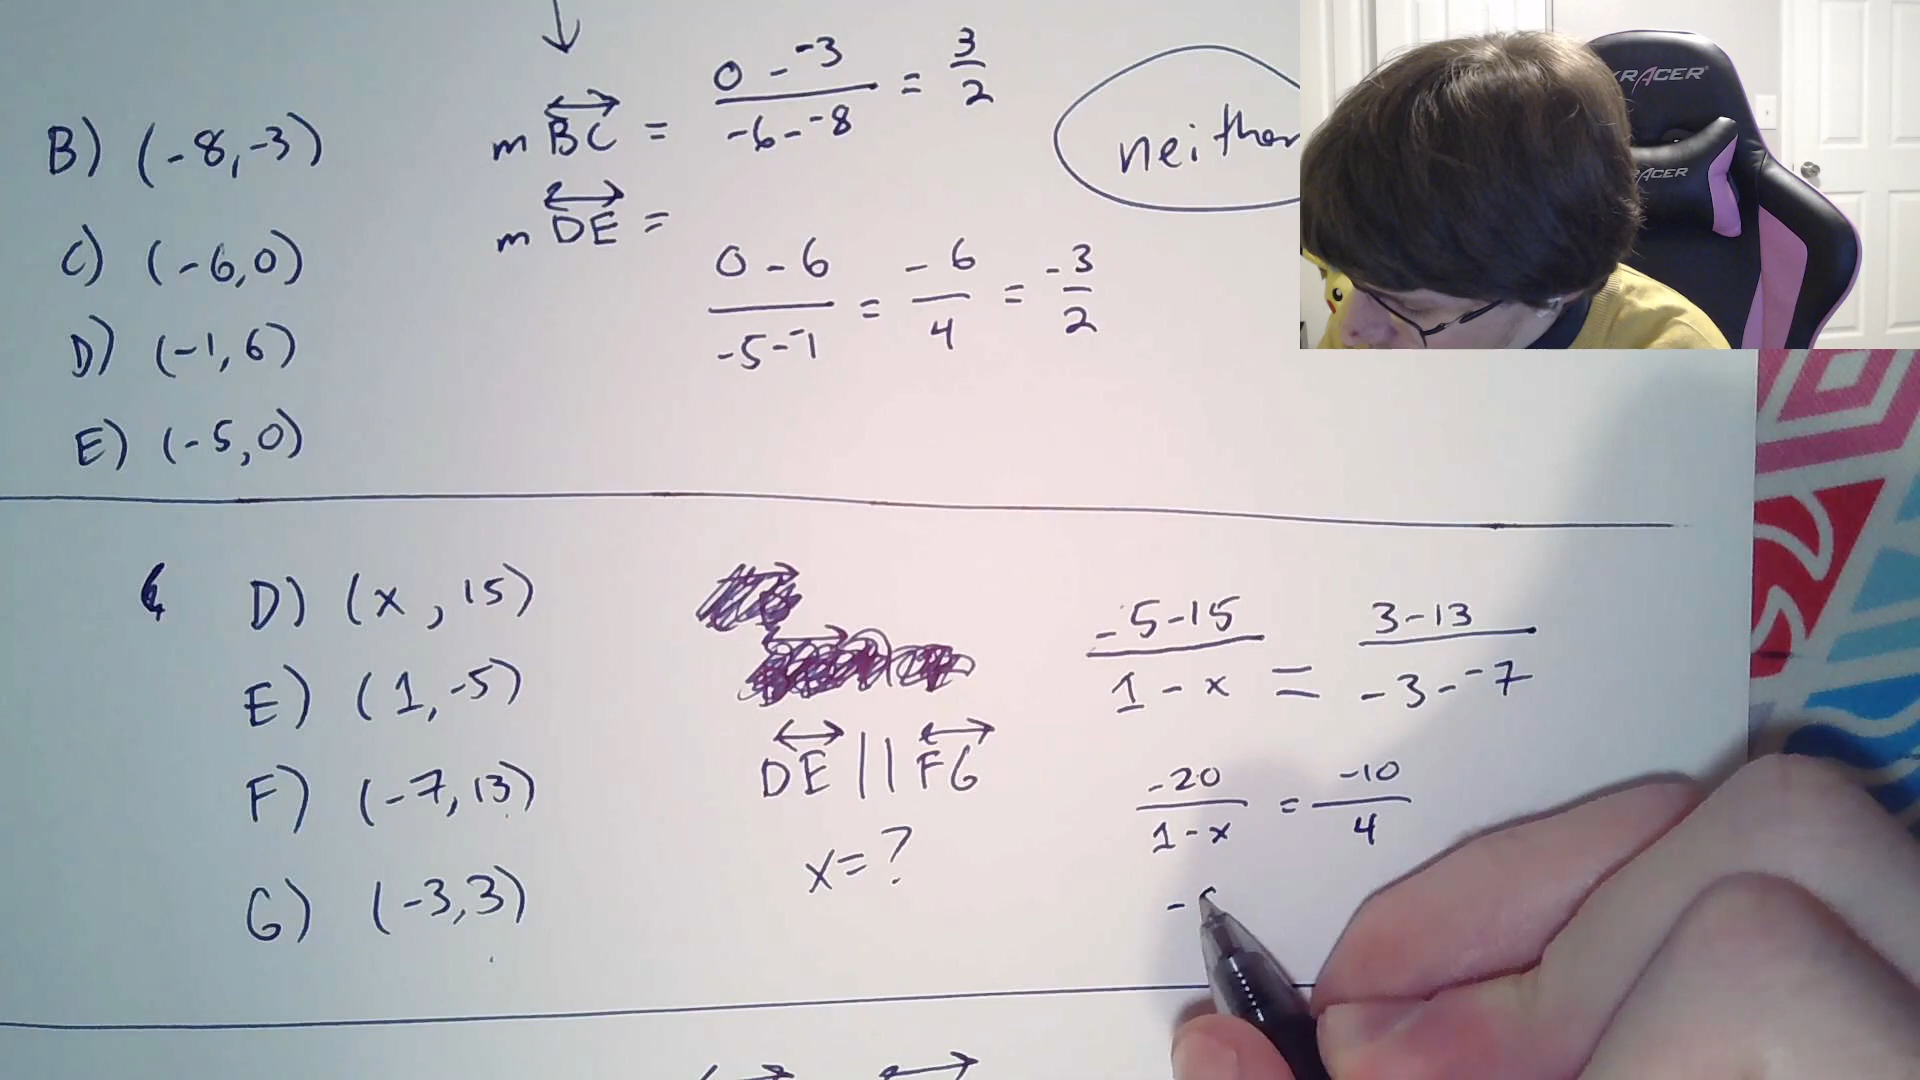 B) (-8,-3)
C) (-6,0)
D) (-1,6)
E) (-5,0)
m BC = 0 - -3 / -6 - -8 = 3/2
m DE = 0 - 6 / -5 - -1 = -6/4 = -3/2
neither
D) (x, 15)
E) (1,-5)
F) (-7,13)
G) (-3,3)
DE || FG
x=?
-5-15 / 1-x = 3-13 / -3 - -7
-20 / 1-x = -10 / 4
RACER
ACER